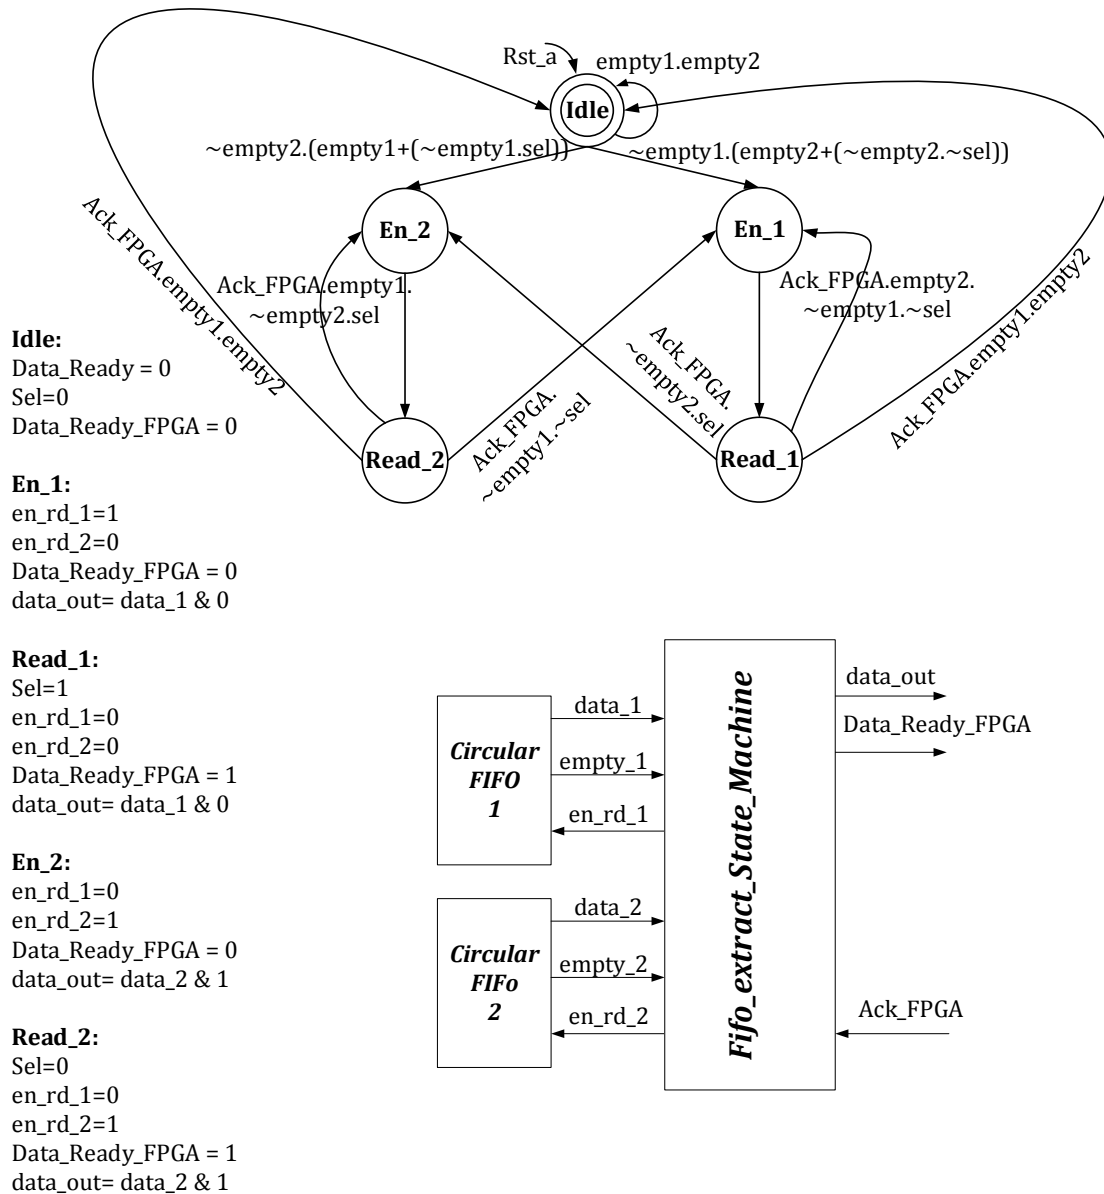 Rst_a
empty1.empty2
Idle
~empty2.(empty1+(~empty1.sel))
~empty1.(empty2+(~empty2.~sel))
En_2
En_1
Ack_FPGA.empty1.empty2
Ack_FPGA.empty1.
~empty2.sel
Ack_FPGA.empty2.
~empty1.~sel
Ack_FPGA.empty1.empty2
Ack_FPGA.
~empty1.~sel
Ack_FPGA.
~empty2.sel
Read_2
Read_1
Idle:
Data_Ready = 0
Sel=0
Data_Ready_FPGA = 0
En_1:
en_rd_1=1
en_rd_2=0
Data_Ready_FPGA = 0
data_out= data_1 & 0
Read_1:
Sel=1
en_rd_1=0
en_rd_2=0
Data_Ready_FPGA = 1
data_out= data_1 & 0
En_2:
en_rd_1=0
en_rd_2=1
Data_Ready_FPGA = 0
data_out= data_2 & 1
Read_2:
Sel=0
en_rd_1=0
en_rd_2=1
Data_Ready_FPGA = 1
data_out= data_2 & 1
Circular
FIFO
1
data_1
empty_1
en_rd_1
Circular
FIFo
2
data_2
empty_2
en_rd_2
Fifo_extract_State_Machine
data_out
Data_Ready_FPGA
Ack_FPGA